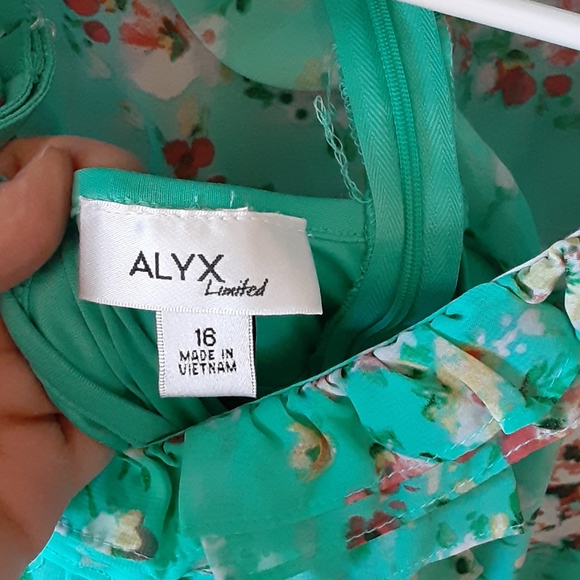 ALYX
Limited
16
MADE IN
VIETNAM